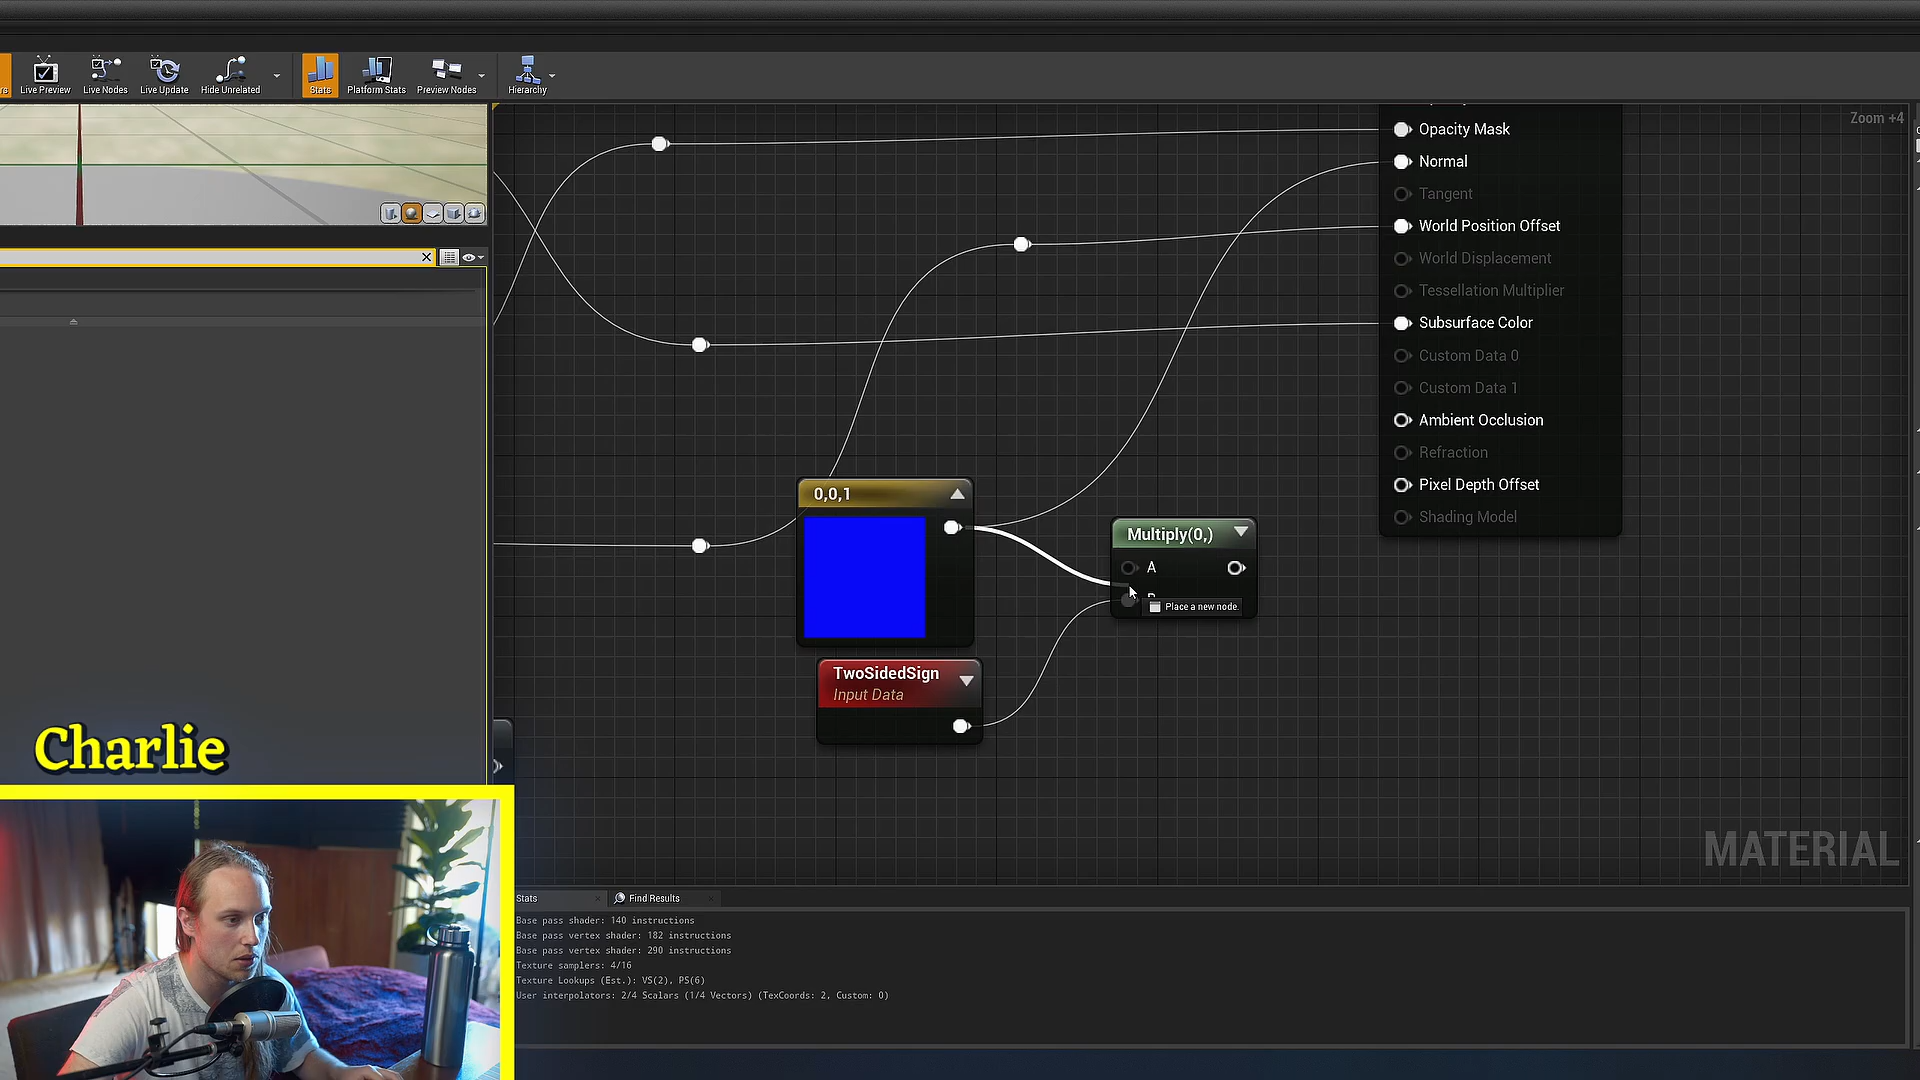 Live Preview
Live Nodes
Live Update
Hide Unrelated
Stats
Platform Stats
Preview Nodes
Hierarchy
Zoom +4
Opacity Mask
Normal
Tangent
World Position Offset
World Displacement
Tessellation Multiplier
Subsurface Color
Custom Data 0
Custom Data 1
Ambient Occlusion
Refraction
Pixel Depth Offset
Shading Model
0,0,1
Multiply(0,)
A
Place a new node.
TwoSidedSign
Input Data
MATERIAL
Charlie
Stats
Find Results
Base pass shader: 140 instructions
Base pass vertex shader: 182 instructions
Base pass vertex shader: 290 instructions
Texture samplers: 4/16
Texture Lookups (Est.): VS(2), PS(6)
User interpolators: 2/4 Scalars (1/4 Vectors) (TexCoords: 2, Custom: 0)